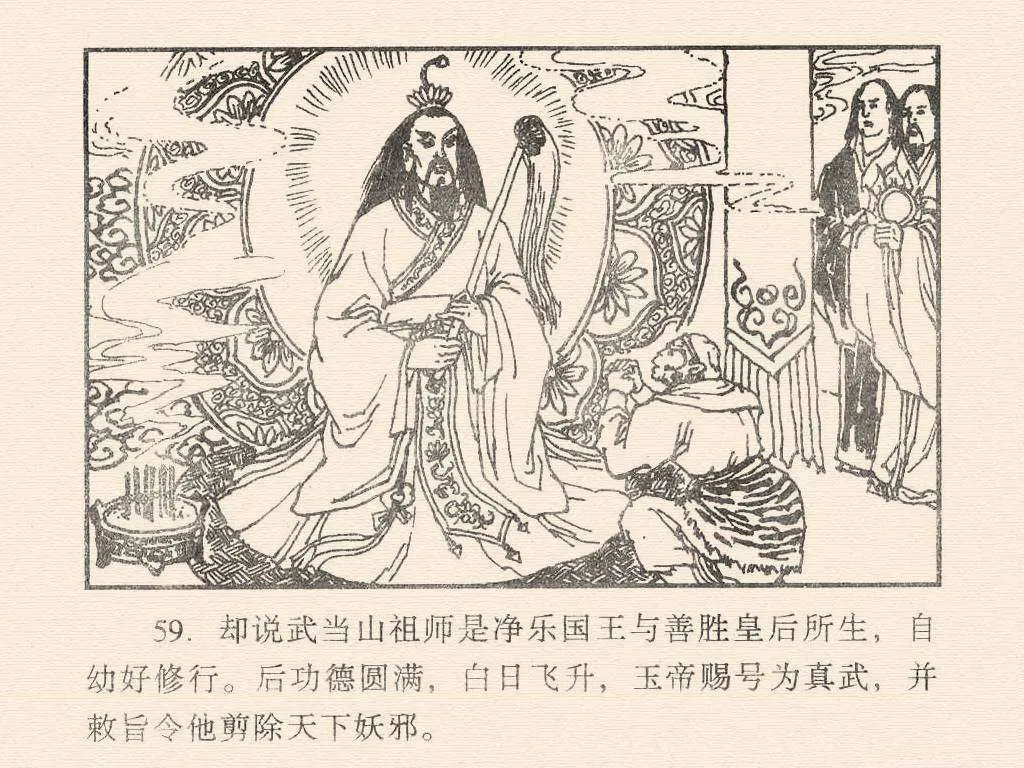 59. 却说武当山祖师是净乐国王与善胜皇后所生，自
幼好修行。后功德圆满，白日飞升，玉帝赐号为真武，并
敕旨令他剪除天下妖邪。